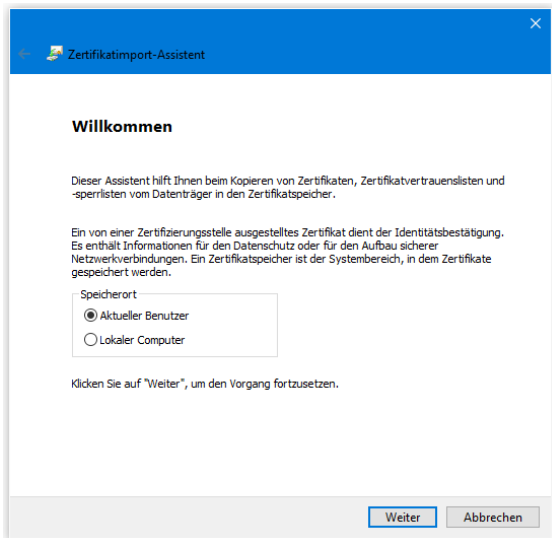 Zertifikatimport-Assistent
Willkommen
Dieser Assistent hilft Ihnen beim Kopieren von Zertifikaten, Zertifikatvertrauenslisten und
-sperrlisten vom Datenträger in den Zertifikatspeicher.
Ein von einer Zertifizierungsstelle ausgestelltes Zertifikat dient der Identitätsbestätigung.
Es enthält Informationen für den Datenschutz oder für den Aufbau sicherer
Netzwerkverbindungen. Ein Zertifikatspeicher ist der Systembereich, in dem Zertifikate
gespeichert werden.
Speicherort
Aktueller Benutzer
Lokaler Computer
Klicken Sie auf "Weiter", um den Vorgang fortzusetzen.
Weiter Abbrechen